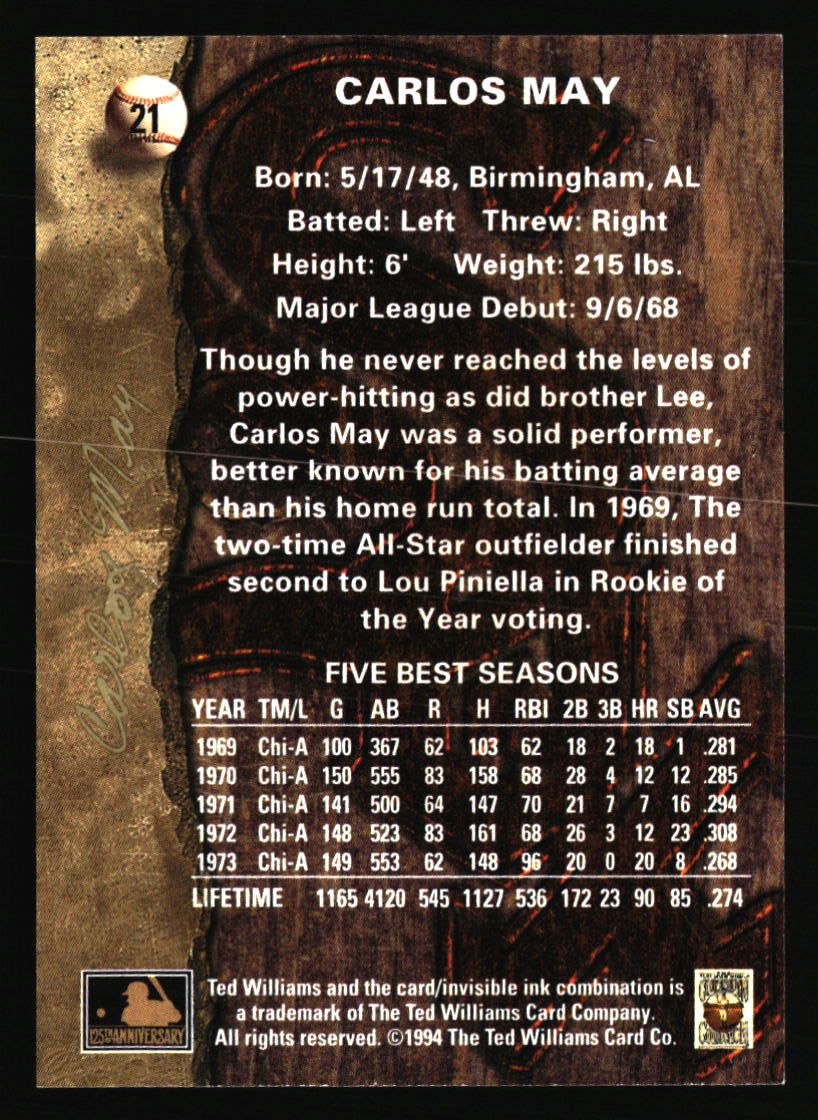 21
CARLOS MAY
Born: 5/17/48, Birmingham, AL
Batted: Left Threw: Right
Height: 6' Weight: 215 lbs.
Major League Debut: 9/6/68
Though he never reached the levels of
power-hitting as did brother Lee,
Carlos May was a solid performer,
better known for his batting average
than his home run total. In 1969, The
two-time All-Star outfielder finished
second to Lou Piniella in Rookie of
the Year voting.
Carlos May
FIVE BEST SEASONS
YEAR TM/L G AB R H RBI 2B 3B HR SB AVG
1969 Chi-A 100 367 62 103 62 18 2 18 1 .281
1970 Chi-A 150 555 83 158 68 28 4 12 12 .285
1971 Chi-A 141 500 64 147 70 21 7 7 16 .294
1972 Chi-A 148 523 83 161 68 26 3 12 23 .308
1973 Chi-A 149 553 62 148 96 20 0 20 8 .268
LIFETIME 1165 4120 545 1127 536 172 23 90 85 .274
Ted Williams and the card/invisible ink combination is
a trademark of The Ted Williams Card Company.
All rights reserved. ©1994 The Ted Williams Card Co.
125TH ANNIVERSARY